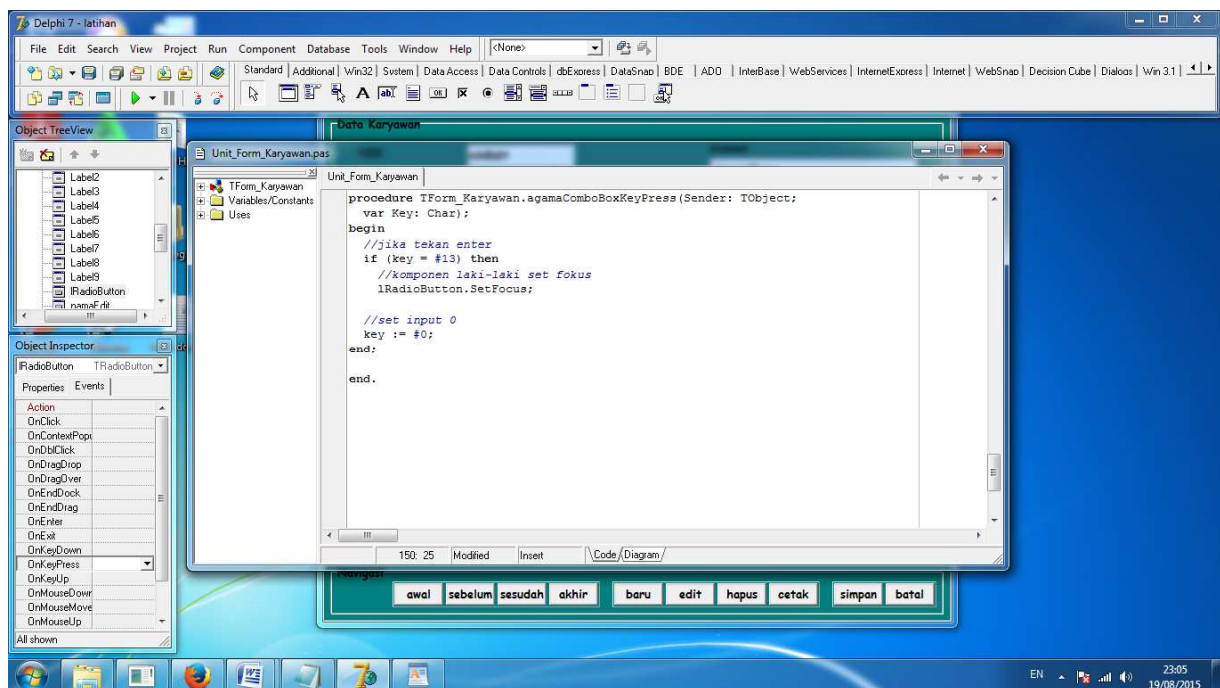 Delphi 7 - latihan
File Edit Search View Project Run Component Database Tools Window Help <None>
Standard Additional Win32 System Data Access Data Controls dbExpress DataSnap BDE ADO InterBase WebServices InternetExpress Internet WebSnap Decision Cube Dialogs Win 3.1
Object TreeView
Label2
Label3
Label4
Label5
Label6
Label7
Label8
Label9
lRadioButton
namaEdit
Object Inspector
lRadioButton TRadioButton
Properties Events
Action
OnClick
OnContextPopu
OnDblClick
OnDragDrop
OnDragOver
OnEndDock
OnEndDrag
OnEnter
OnExit
OnKeyDown
OnKeyPress
OnKeyUp
OnMouseDowr
OnMouseMove
OnMouseUp
All shown
Data Karyawan
Unit_Form_Karyawan.pas
TForm_Karyawan
Variables/Constants
Uses
Unit_Form_Karyawan
procedure TForm_Karyawan.agamaComboBoxKeyPress(Sender: TObject;
var Key: Char);
begin
//jika tekan enter
if (key = #13) then
//komponen laki-laki set fokus
lRadioButton.SetFocus;
//set input 0
key := #0;
end;
end.
150: 25 Modified Insert Code Diagram
Navigasi
awal sebelum sesudah akhir baru edit hapus cetak simpan batal
EN 23:05
19/08/2015